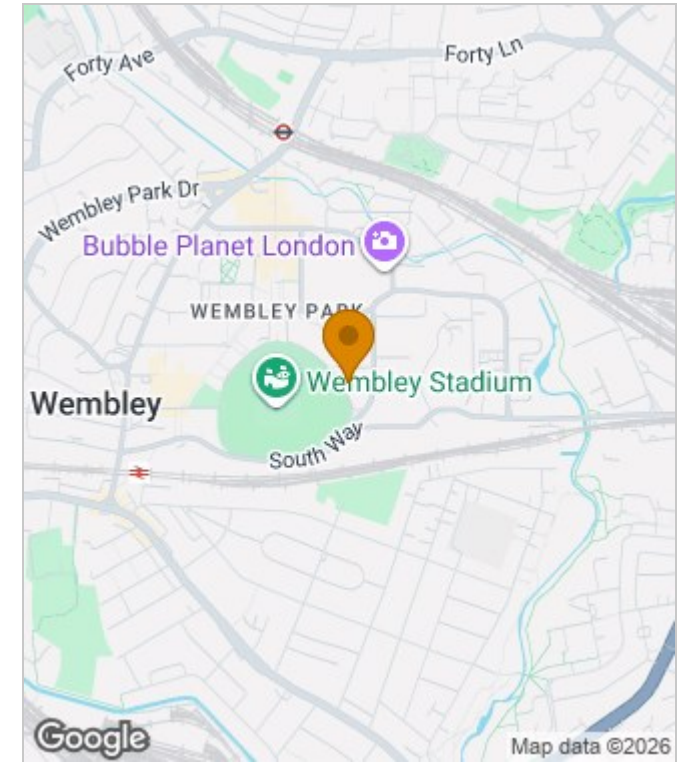 Forty Ave
Forty Ln
Wembley Park Dr
Bubble Planet London
WEMBLEY PARK
Wembley Stadium
Wembley
South Way
Google
Map data ©2026